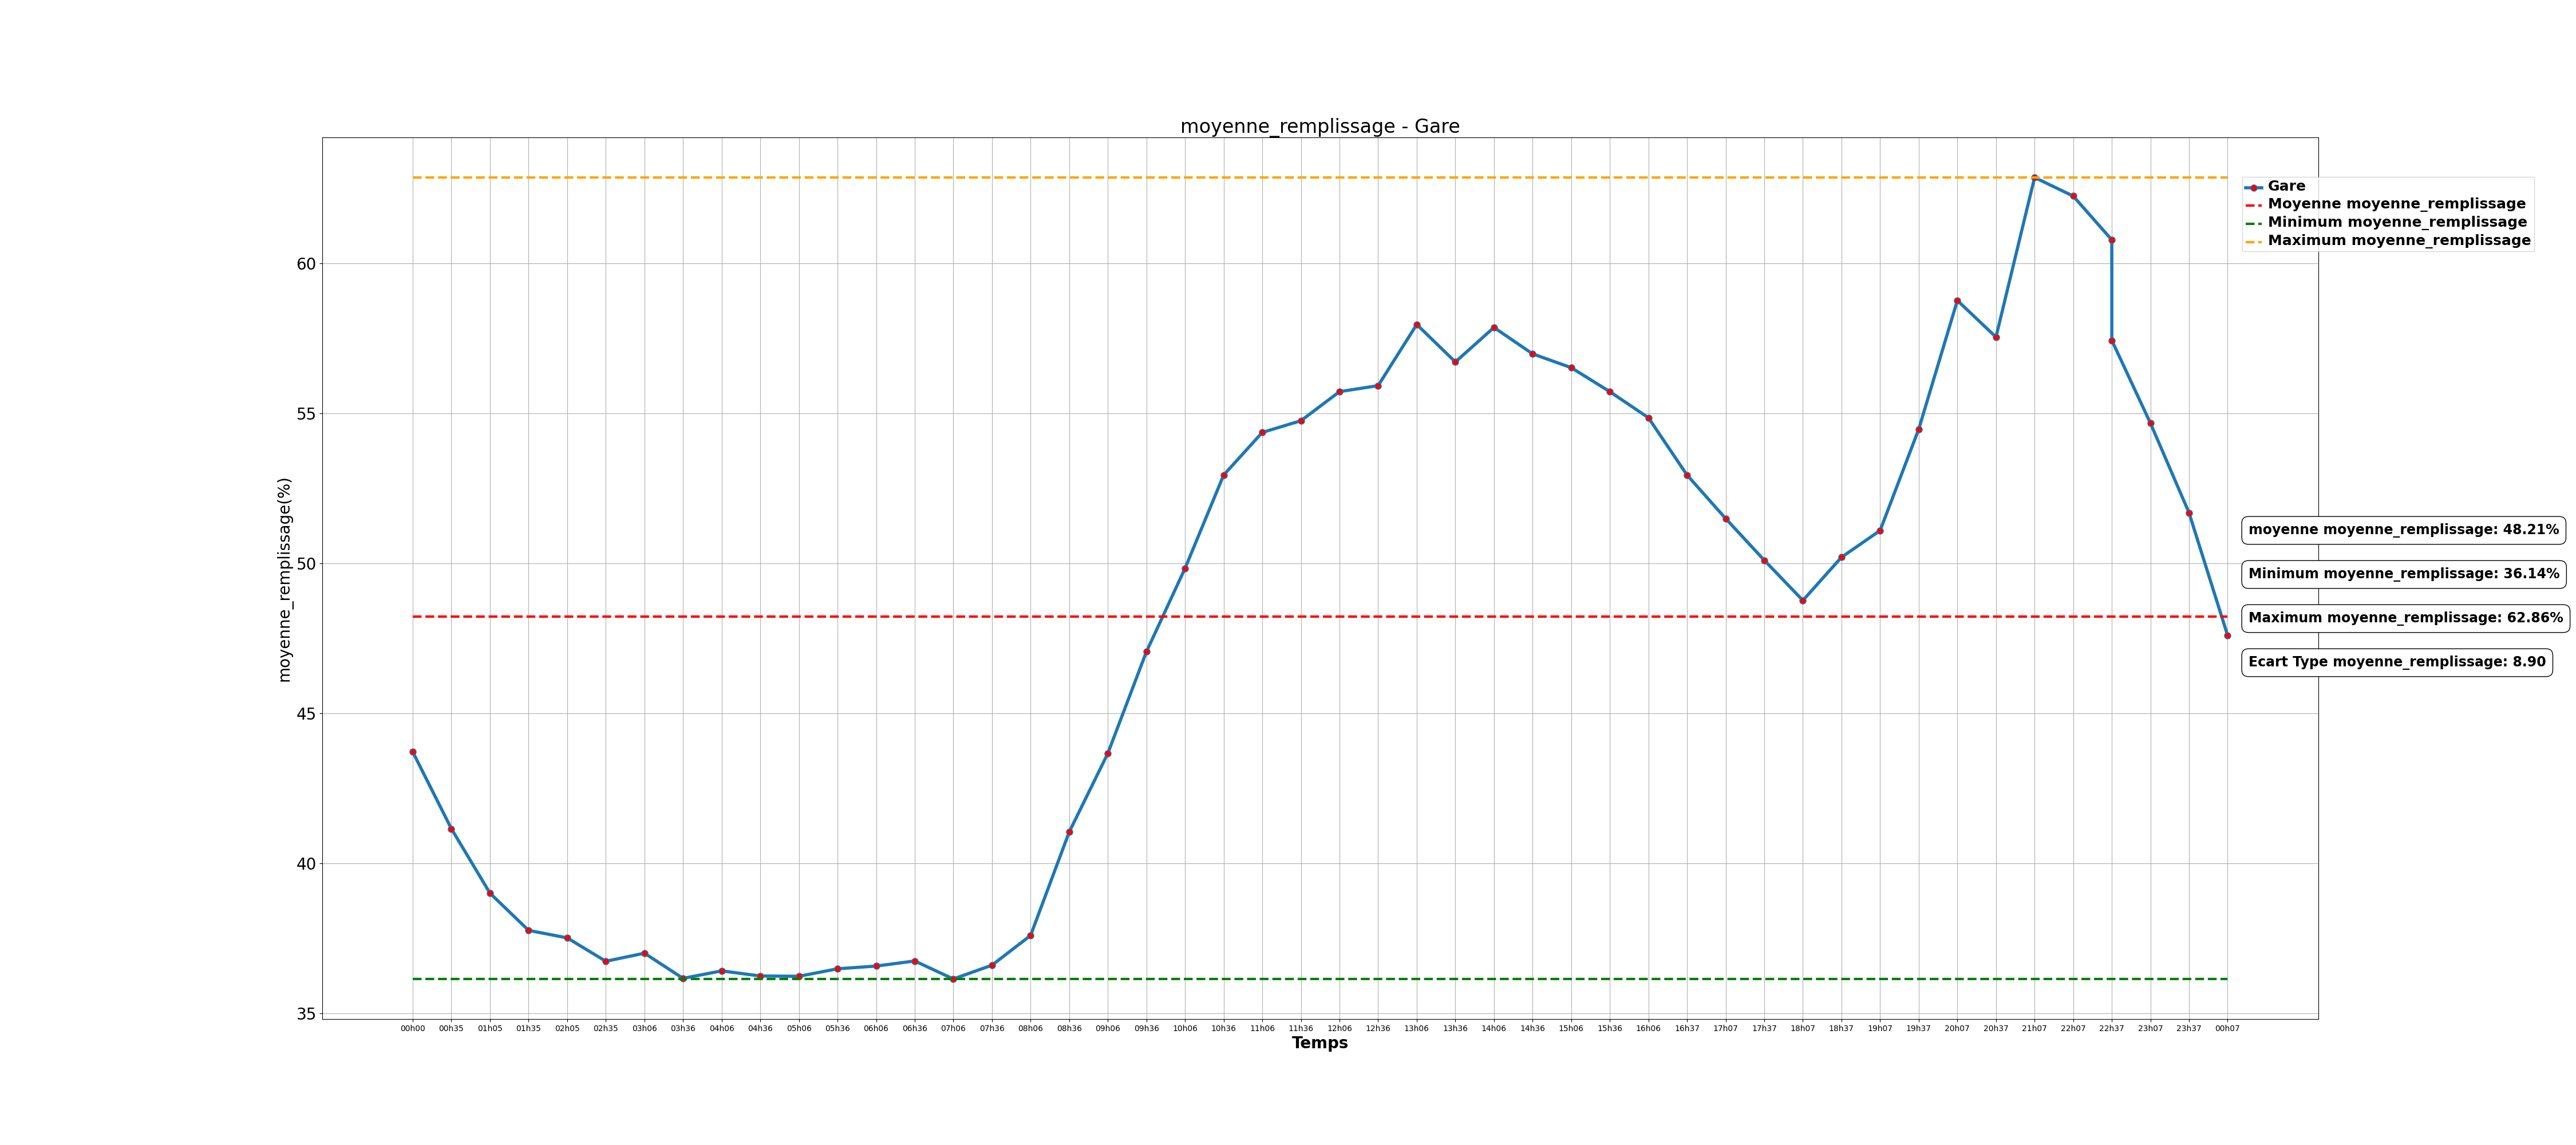 moyenne_remplissage - Gare
Gare
Moyenne moyenne_remplissage
Minimum moyenne_remplissage
Maximum moyenne_remplissage
60
55
50
45
40
35
moyenne_remplissage(%)
moyenne moyenne_remplissage: 48.21%
Minimum moyenne_remplissage: 36.14%
Maximum moyenne_remplissage: 62.86%
Ecart Type moyenne_remplissage: 8.90
00h00 00h35 01h05 01h35 02h05 02h35 03h06 03h36 04h06 04h36 05h06 05h36 06h06 06h36 07h06 07h36 08h06 08h36 09h06 09h36 10h06 10h36 11h06 11h36 12h06 12h36 13h06 13h36 14h06 14h36 15h06 15h36 16h06 16h37 17h07 17h37 18h07 18h37 19h07 19h37 20h07 20h37 21h07 22h07 22h37 23h07 23h37 00h07
Temps